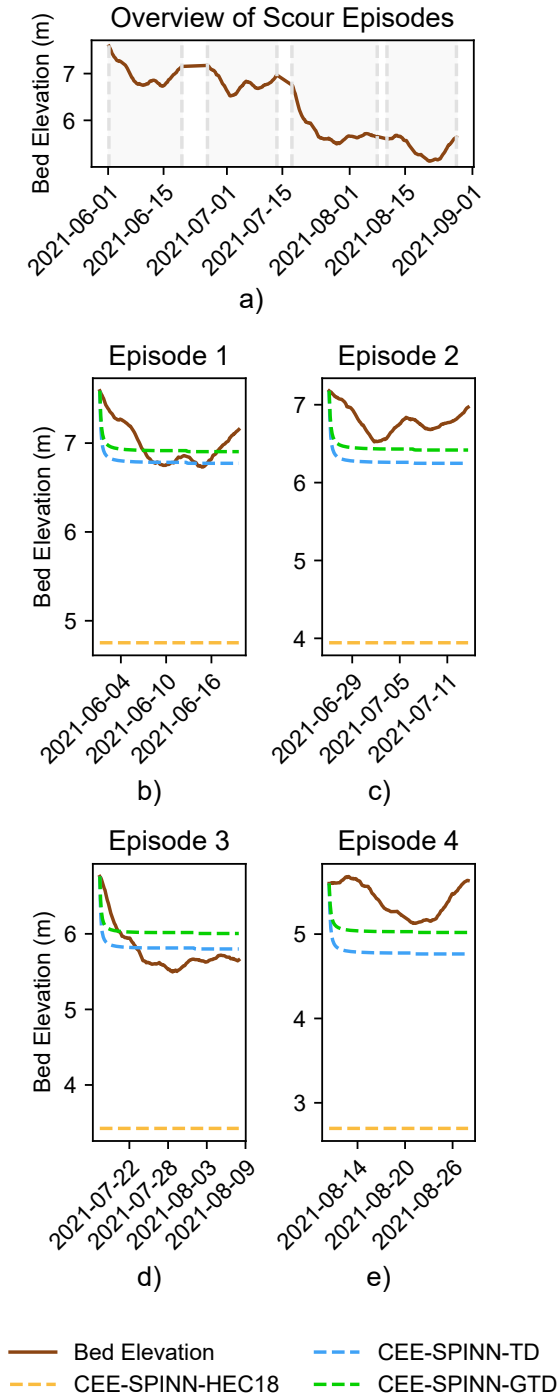 Overview of Scour Episodes
Bed Elevation (m)
7
6
2021-06-01
2021-06-15
2021-07-01
2021-07-15
2021-08-01
2021-08-15
2021-09-01
a)
Episode 1
Bed Elevation (m)
7
6
5
2021-06-04
2021-06-10
2021-06-16
b)
Episode 2
7
6
5
4
2021-06-29
2021-07-05
2021-07-11
c)
Episode 3
Bed Elevation (m)
6
5
4
2021-07-22
2021-07-28
2021-08-03
2021-08-09
d)
Episode 4
5
4
3
2021-08-14
2021-08-20
2021-08-26
e)
Bed Elevation
CEE-SPINN-HEC18
CEE-SPINN-TD
CEE-SPINN-GTD